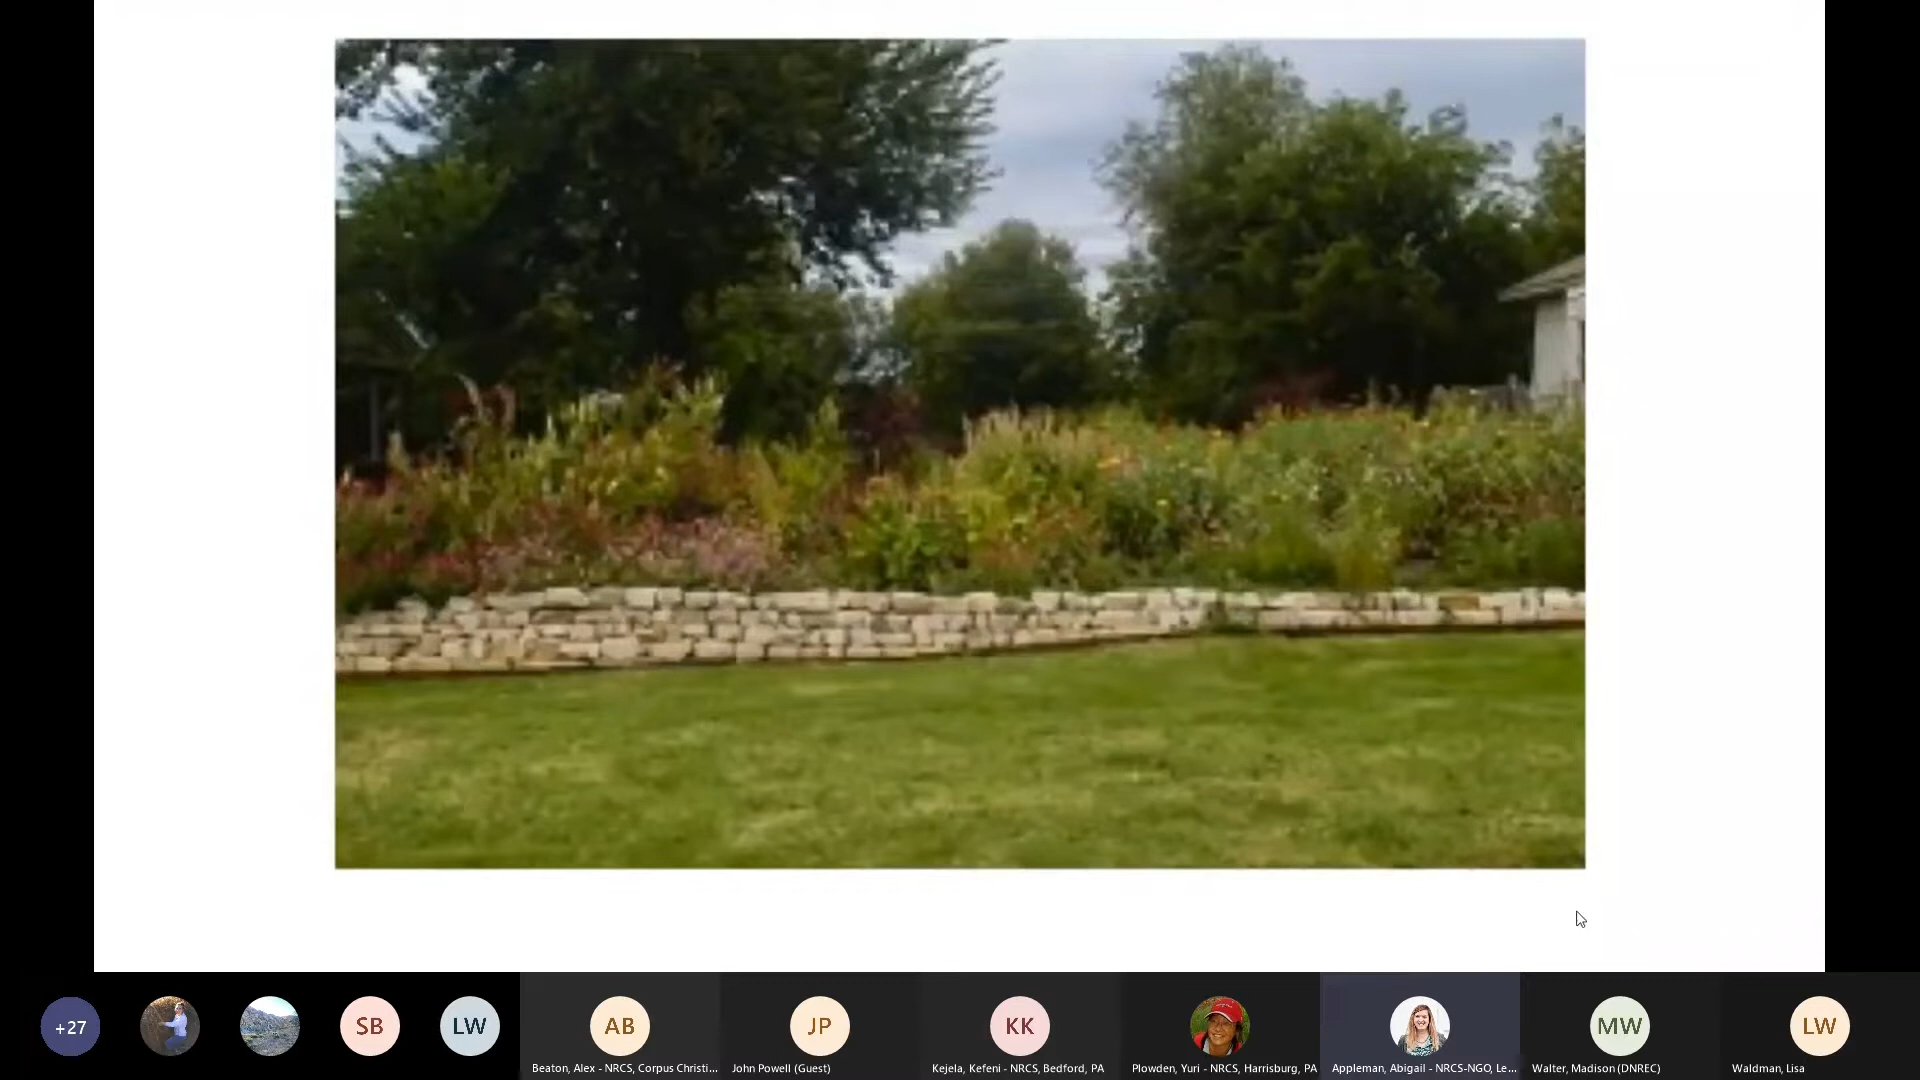 +27
SB
LW
AB
JP
KK
MW
LW
Beaton, Alex - NRCS, Corpus Christi...
John Powell (Guest)
Kejela, Kefeni - NRCS, Bedford, PA
Plowden, Yuri - NRCS, Harrisburg, PA
Appleman, Abigail - NRCS-NGO, Le...
Walter, Madison (DNREC)
Waldman, Lisa